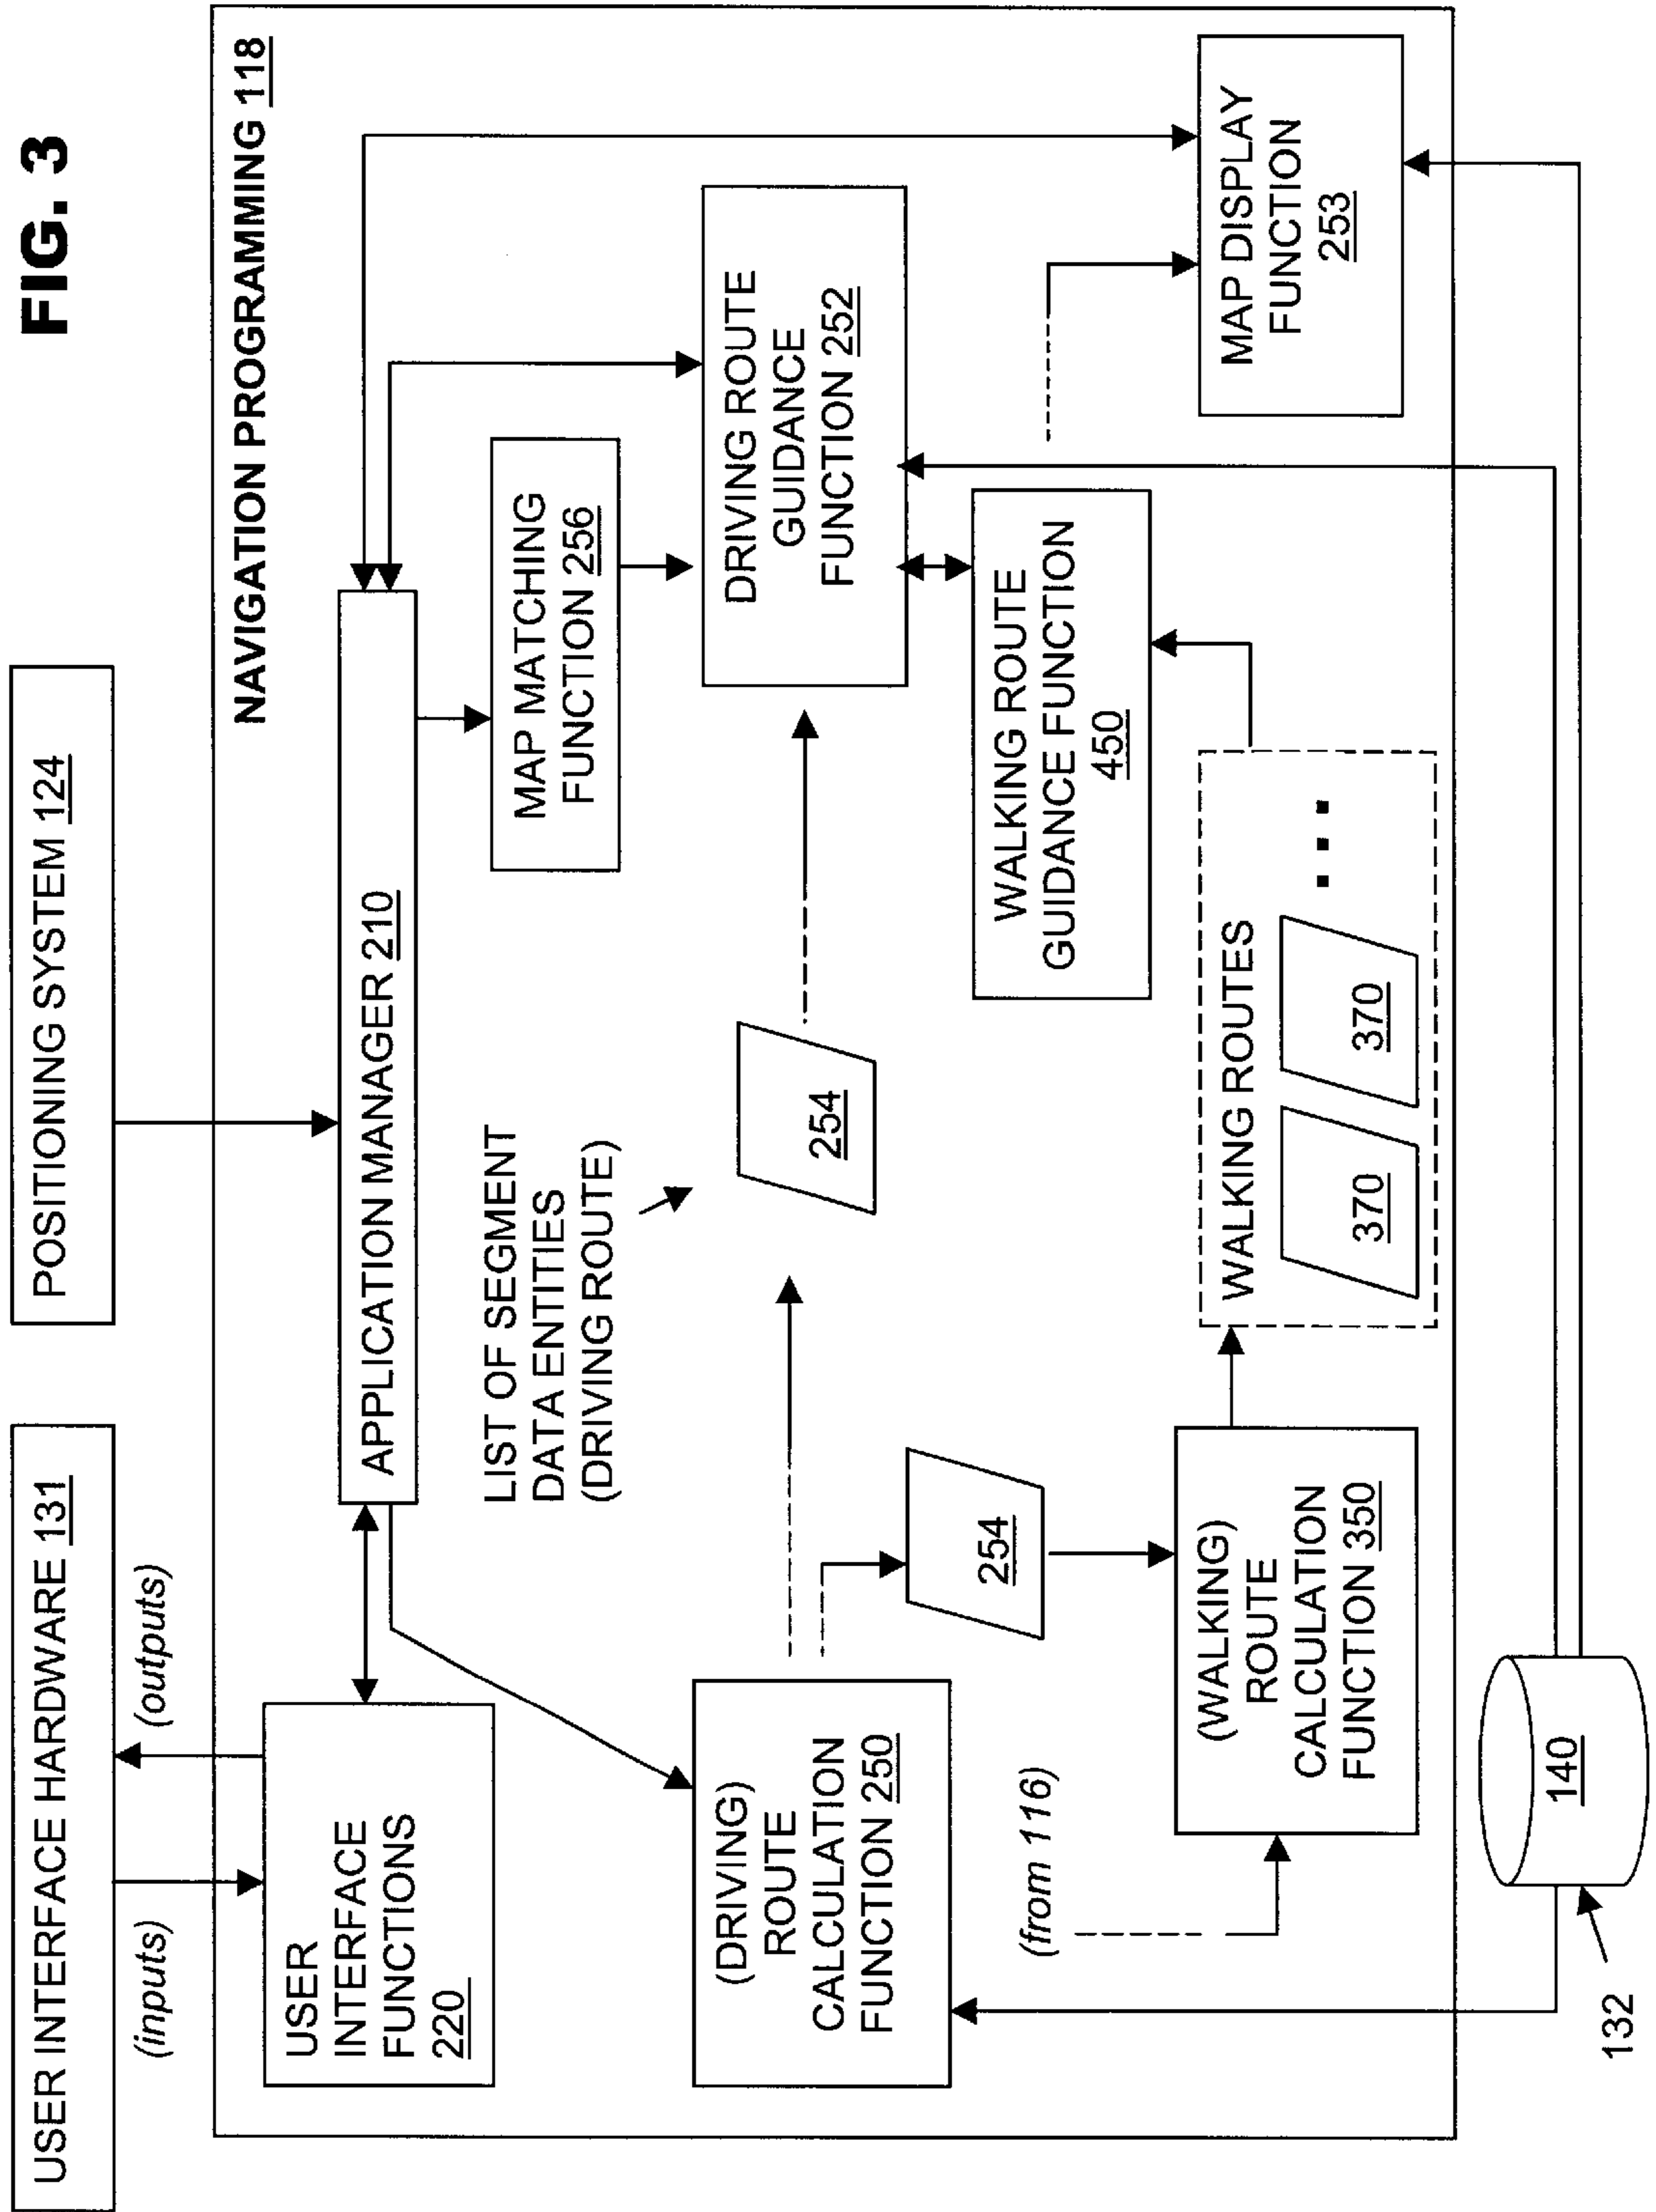 FIG. 3
USER INTERFACE HARDWARE 131
POSITIONING SYSTEM 124
(inputs)
(outputs)
NAVIGATION PROGRAMMING 118
USER
INTERFACE
FUNCTIONS
220
APPLICATION MANAGER 210
MAP MATCHING
FUNCTION 256
LIST OF SEGMENT
DATA ENTITIES
(DRIVING ROUTE)
(DRIVING)
ROUTE
CALCULATION
FUNCTION 250
254
DRIVING ROUTE
GUIDANCE
FUNCTION 252
254
WALKING ROUTE
GUIDANCE FUNCTION
450
(from 116)
(WALKING)
ROUTE
CALCULATION
FUNCTION 350
WALKING ROUTES
370
370
MAP DISPLAY
FUNCTION
253
140
132